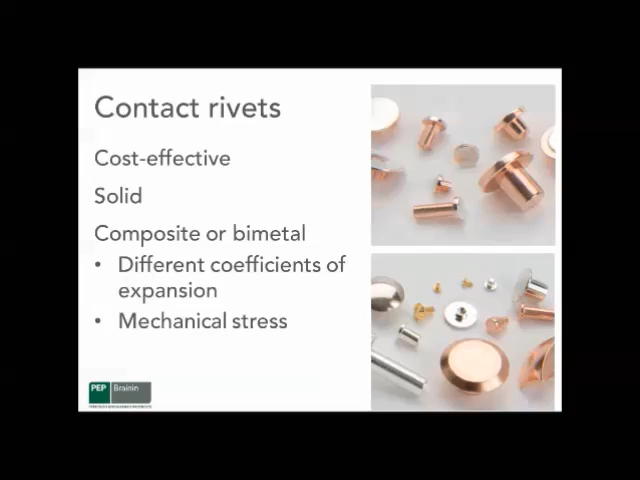 Contact rivets
Cost-effective
Solid
Composite or bimetal
• Different coefficients of
expansion
• Mechanical stress
PEP Brainin